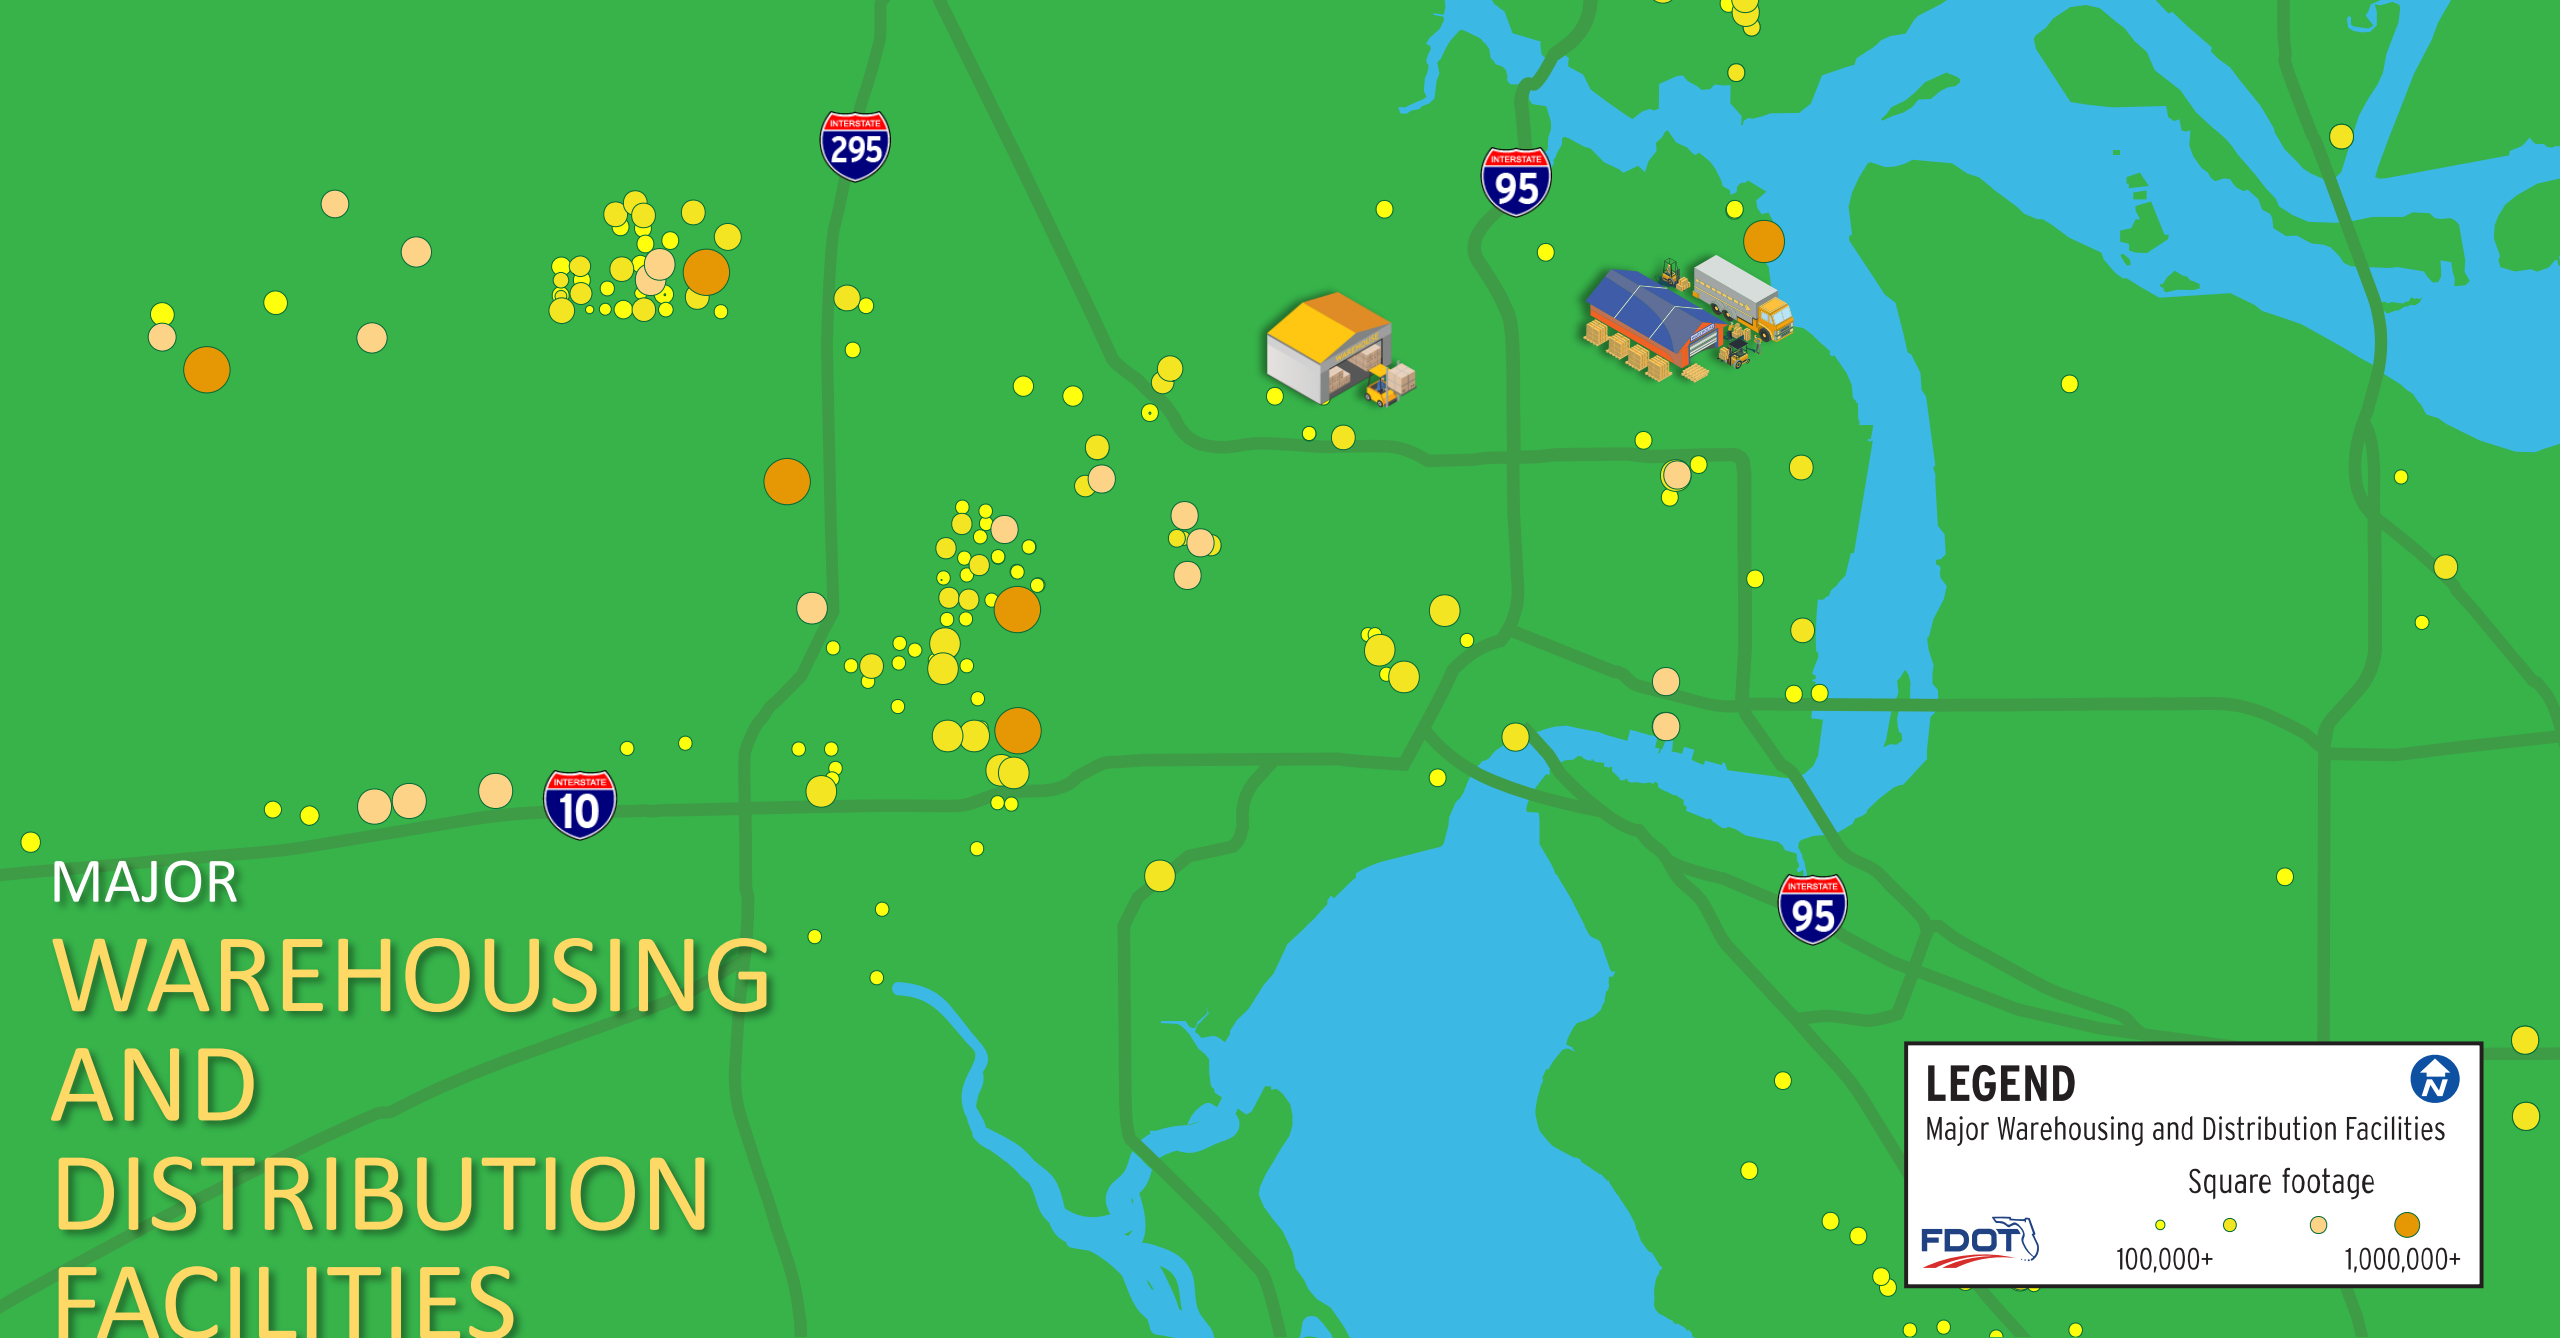 INTERSTATE
295
INTERSTATE
95
WAREHOUSE
INTERSTATE
10
INTERSTATE
95
MAJOR
WAREHOUSING
AND
DISTRIBUTION
FACILITIES
LEGEND
N
Major Warehousing and Distribution Facilities
Square footage
FDOT
100,000+
1,000,000+